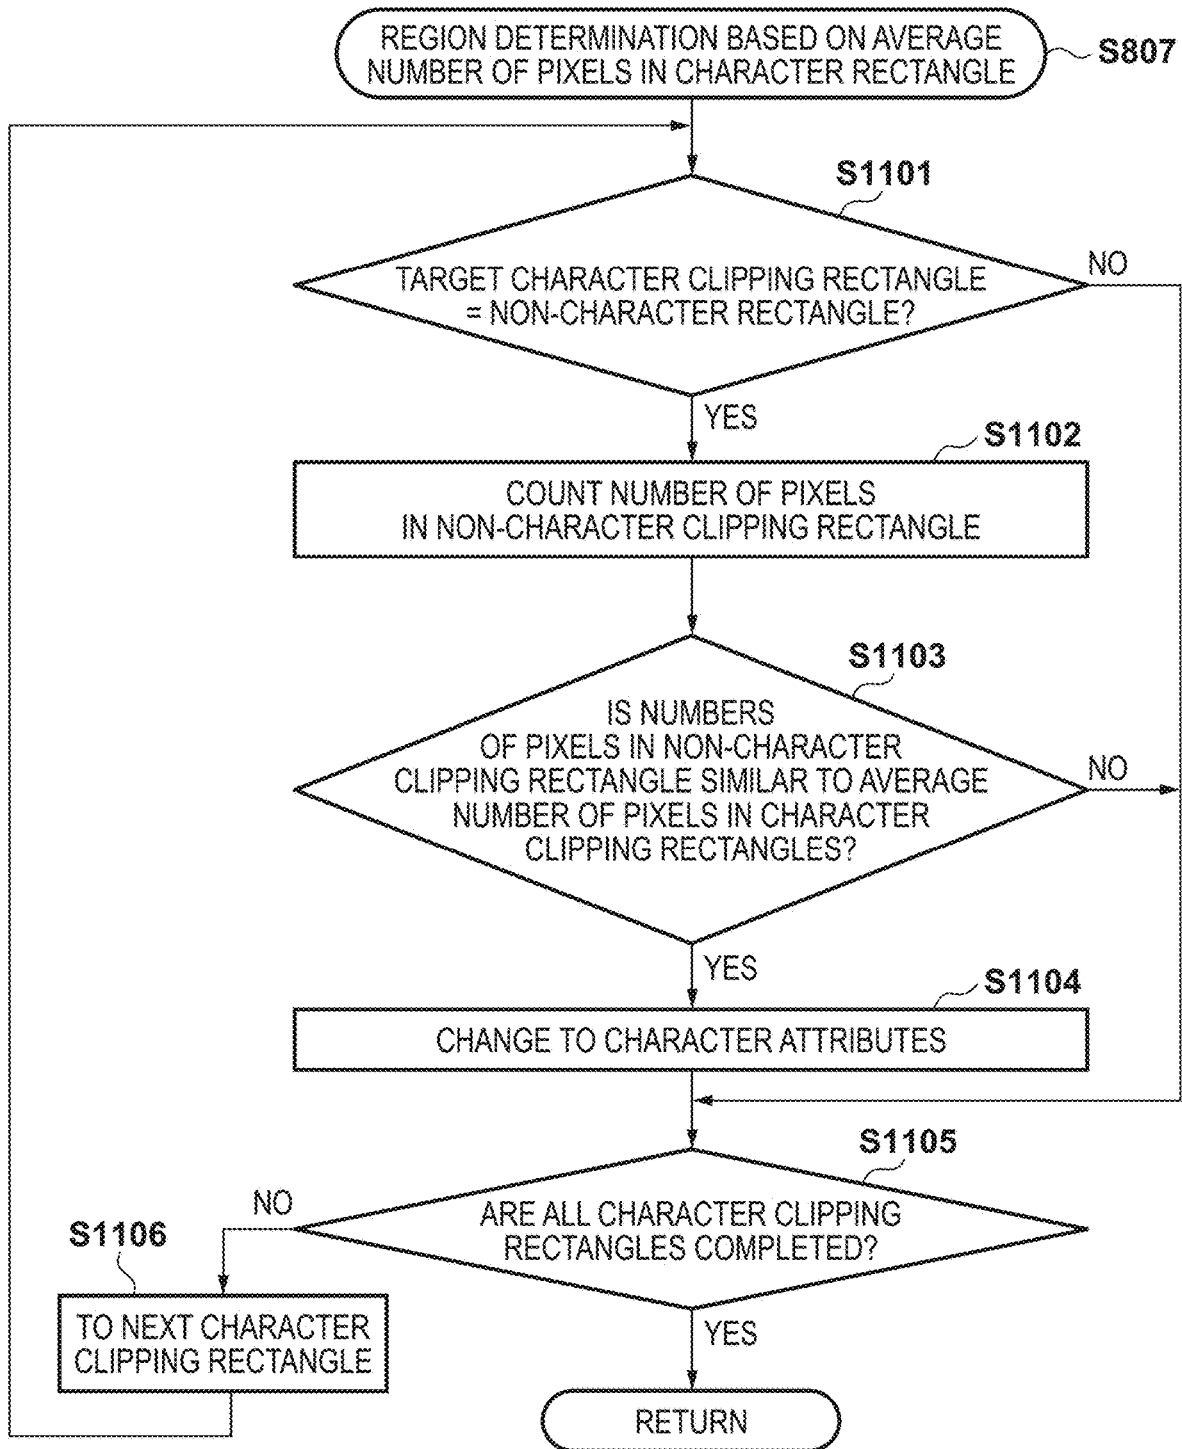 REGION DETERMINATION BASED ON AVERAGE
NUMBER OF PIXELS IN CHARACTER RECTANGLE
S807
S1101
TARGET CHARACTER CLIPPING RECTANGLE
= NON-CHARACTER RECTANGLE?
NO
YES
S1102
COUNT NUMBER OF PIXELS
IN NON-CHARACTER CLIPPING RECTANGLE
S1103
IS NUMBERS
OF PIXELS IN NON-CHARACTER
CLIPPING RECTANGLE SIMILAR TO AVERAGE
NUMBER OF PIXELS IN CHARACTER
CLIPPING RECTANGLES?
NO
YES
S1104
CHANGE TO CHARACTER ATTRIBUTES
S1105
ARE ALL CHARACTER CLIPPING
RECTANGLES COMPLETED?
NO
S1106
TO NEXT CHARACTER
CLIPPING RECTANGLE
YES
RETURN